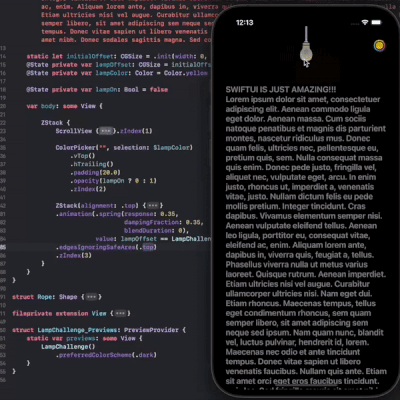 ac, enim. Aliquam lorem ante, dapibus in, viverra quis
Etiam ultricies nisi vel augue. Curabitur ullamcorper
semper libero, sit amet adipiscing sem neque sed
tempus. Donec vitae sapien ut libero venenatis
Donec sodales sagittis magna. Sed
static let initialOffset: CGSize = .init(width: 0,
@State private var lampOffset: CGSize = initialOffse
@State private var lampColor: Color = Color.yellow
@State private var lampOn: Bool = false
var body: some View {
ZStack {
ScrollView {•••}.zIndex(1)
ColorPicker("", selection: $lampColor)
.vTop()
.hTrailing()
.padding(20.0)
.opacity(lampOn ? 0 : 1)
.zIndex(2)
ZStack(alignment: .top) {•••}
.animation(.spring(response: 0.35,
dampingFraction: 0.35,
blendDuration: 0),
value: lampOffset == LampChalle
.edgesIgnoringSafeArea(.top)
.zIndex(3)
}
}
}
struct Rope: Shape {•••}
fileprivate extension View {•••}
struct LampChallenge_Previews: PreviewProvider {
static var previews: some View {
LampChallenge()
.preferredColorScheme(.dark)
}
}
12:13
SWIFTUI IS AMAZING!!!
Lorem ipsum dolor sit amet, consectetuer
adipiscing elit. Aenean commodo ligula
eget dolor. Aenean massa. Cum sociis
natoque penatibus et magnis dis parturient
montes, nascetur ridiculus mus. Donec
quam felis, ultricies nec, pellentesque eu,
pretium quis, sem. Nulla consequat massa
quis enim. Donec pede justo, fringilla vel,
aliquet nec, vulputate eget, arcu. In enim
justo, rhoncus ut, imperdiet a, venenatis
vitae, justo. Nullam dictum felis eu pede
mollis pretium. Integer tincidunt. Cras
dapibus. Vivamus elementum semper nisi.
Aenean vulputate eleifend tellus. Aenean
leo ligula, porttitor eu, consequat vitae,
eleifend ac, enim. Aliquam lorem ante,
dapibus in, viverra quis, feugiat a, tellus.
Phasellus viverra nulla ut metus varius
laoreet. Quisque rutrum. Aenean imperdiet.
Etiam ultricies nisi vel augue. Curabitur
ullamcorper ultricies nisi. Nam eget dui.
Etiam rhoncus. Maecenas tempus, tellus
eget condimentum rhoncus, sem quam
semper libero, sit amet adipiscing sem
neque sed ipsum. Nam quam nunc, blandit
vel, luctus pulvinar, hendrerit id, lorem.
Maecenas nec odio et ante tincidunt
tempus. Donec vitae sapien ut libero
venenatis faucibus. Nullam quis ante. Etiam
sit amet orci eget eros faucibus tincidunt.